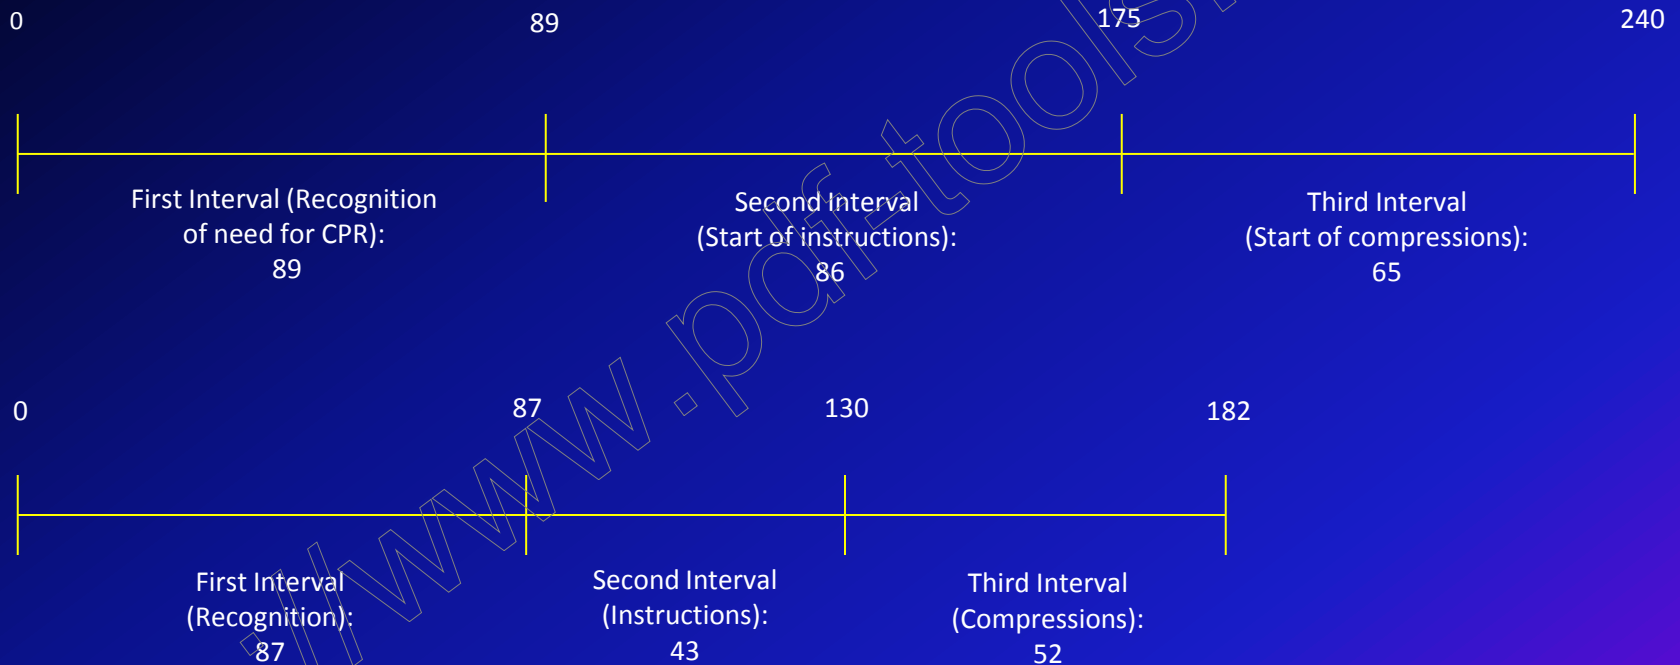 0
89
175
240
First Interval (Recognition
of need for CPR):
89
Second Interval
(Start of instructions):
86
Third Interval
(Start of compressions):
65
0
87
130
182
First Interval
(Recognition):
87
Second Interval
(Instructions):
43
Third Interval
(Compressions):
52
://www.pdf-tools.